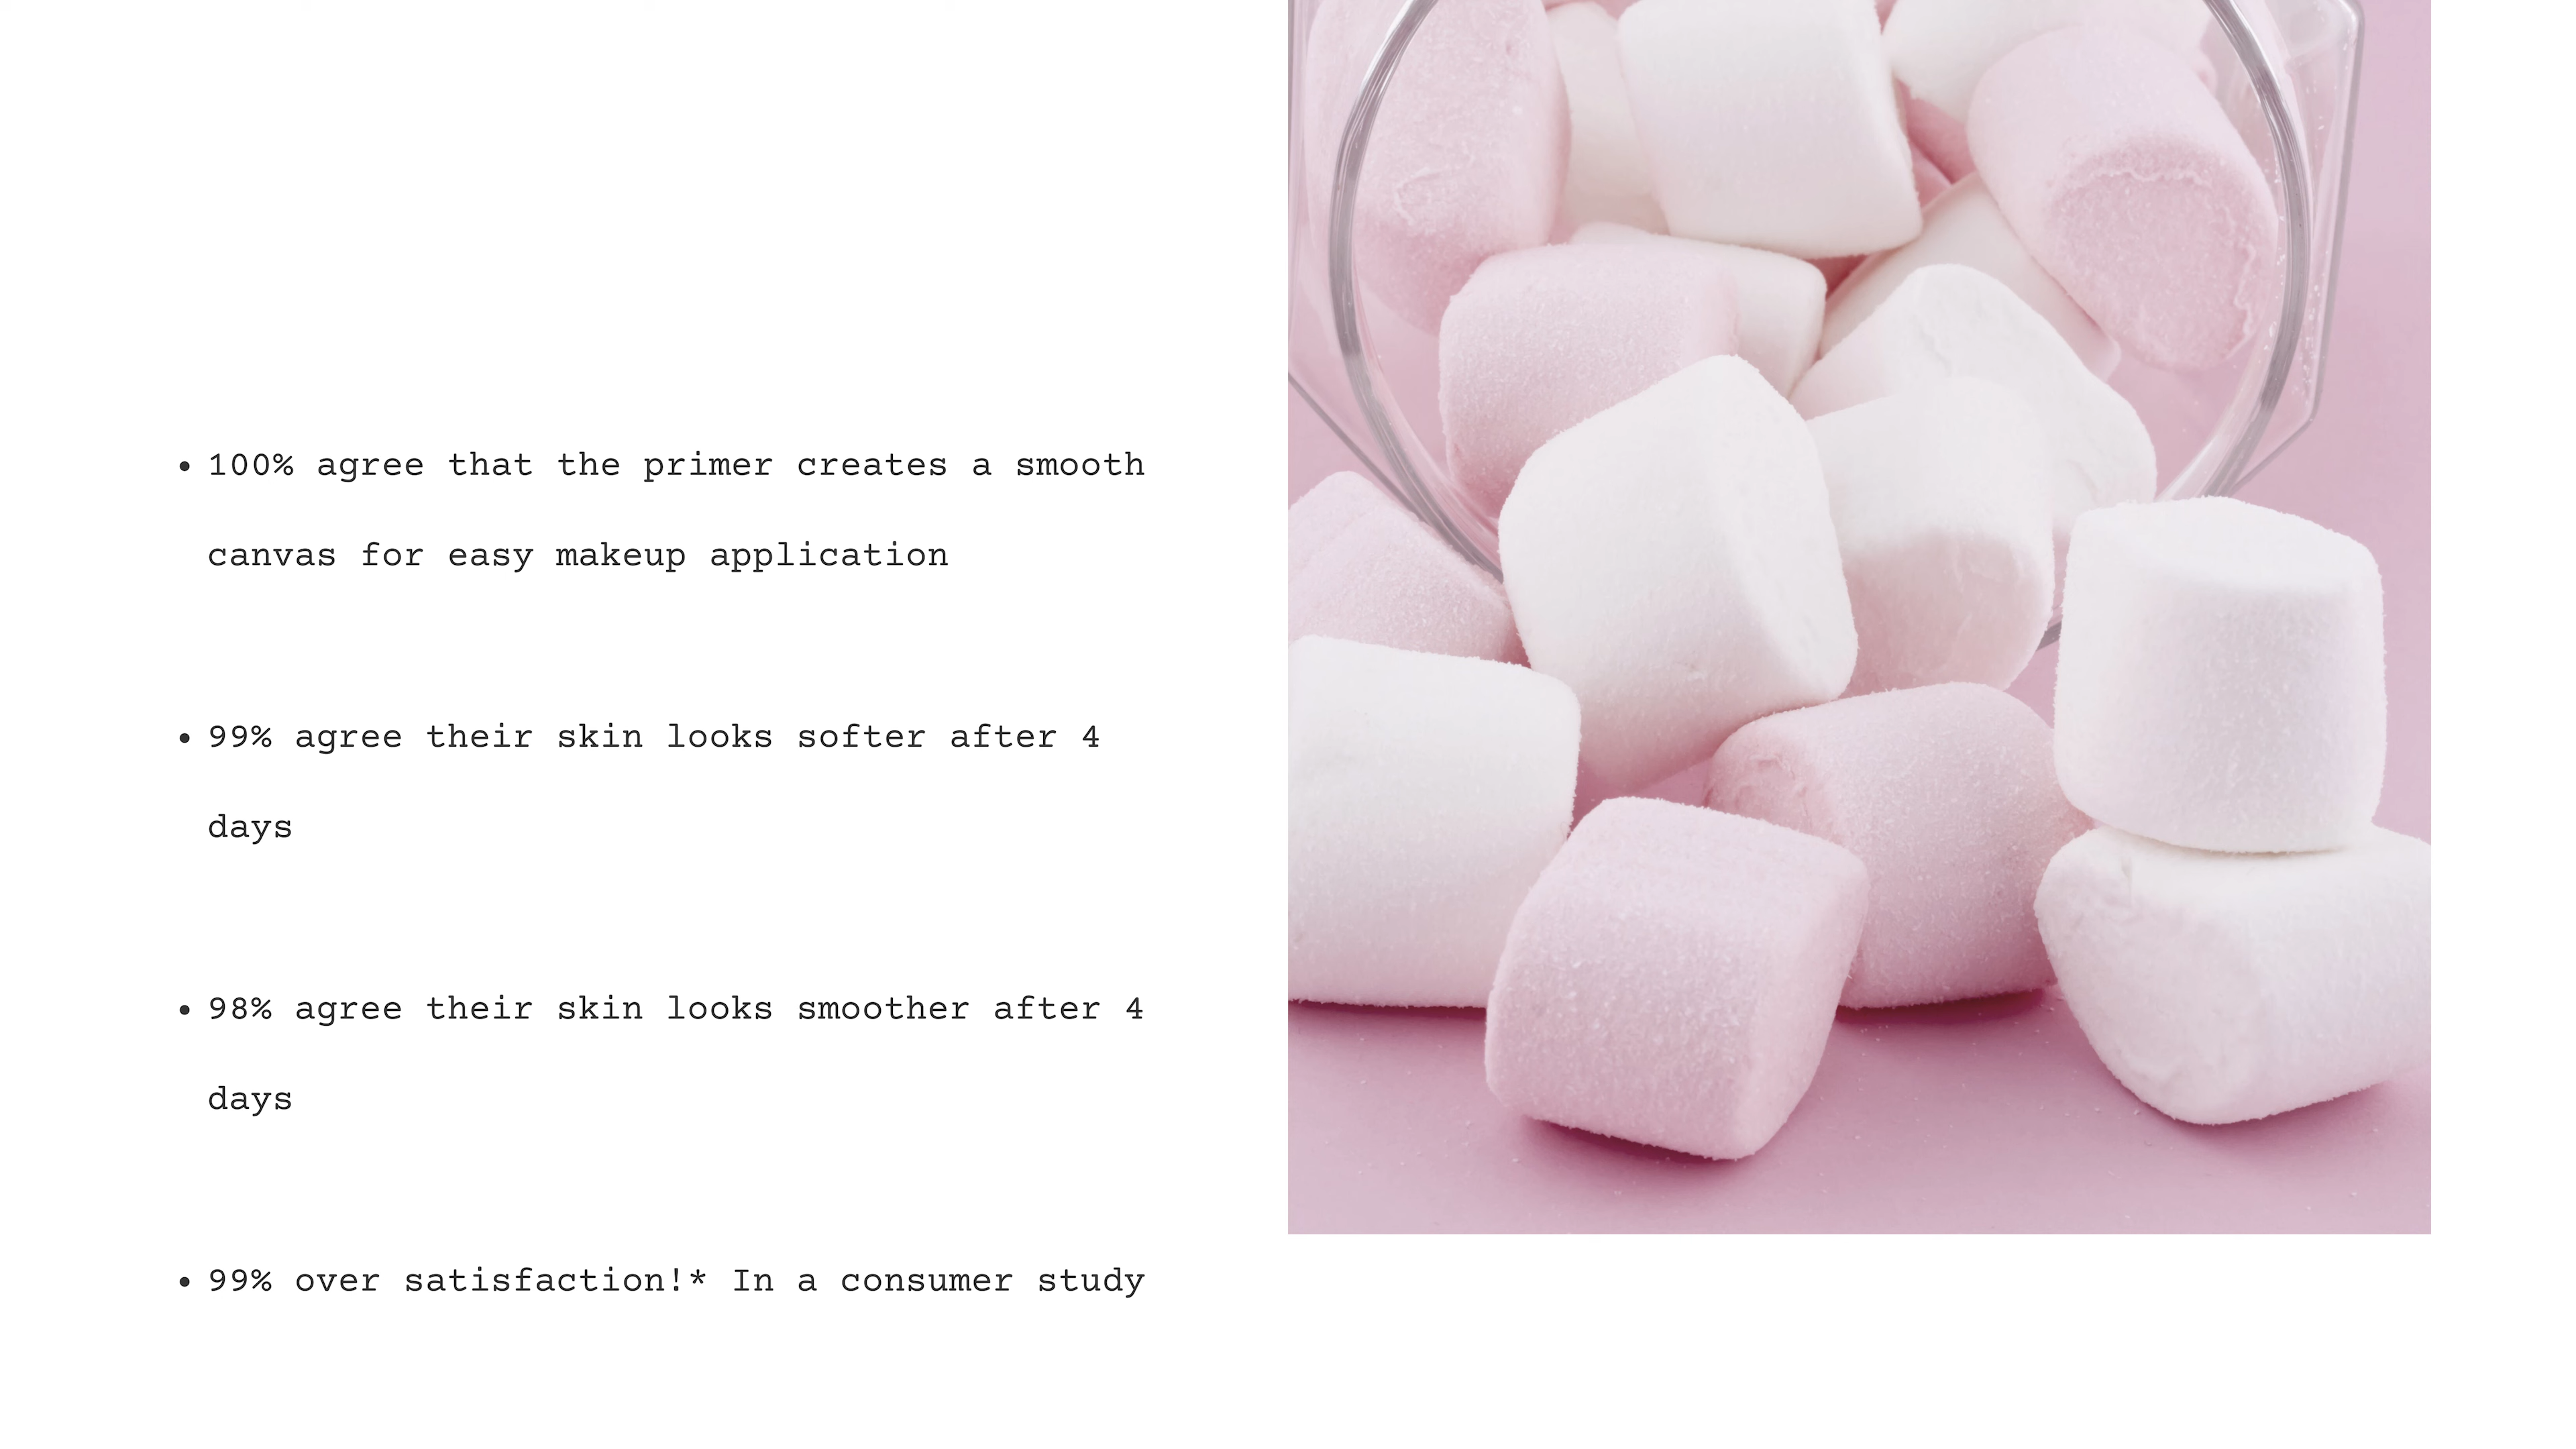 • 100% agree that the primer creates a smooth
canvas for easy makeup application
• 99% agree their skin looks softer after 4
days
• 98% agree their skin looks smoother after 4
days
• 99% over satisfaction!* In a consumer study